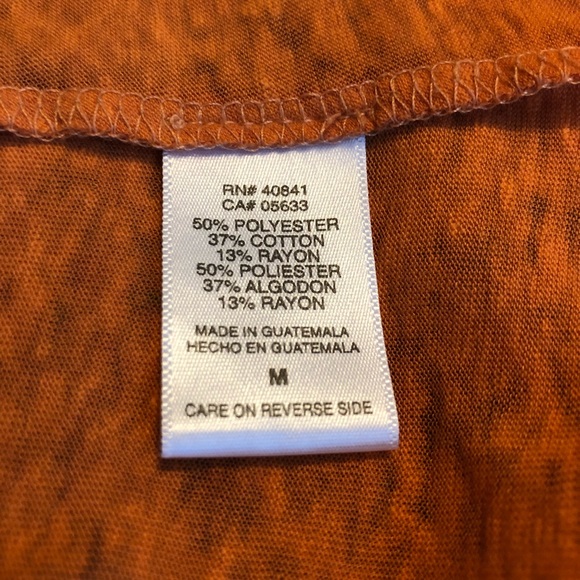 RN# 40841
CA# 05633
50% POLYESTER
37% COTTON
13% RAYON
50% POLIESTER
37% ALGODON
13% RAYON
MADE IN GUATEMALA
HECHO EN GUATEMALA
M
CARE ON REVERSE SIDE